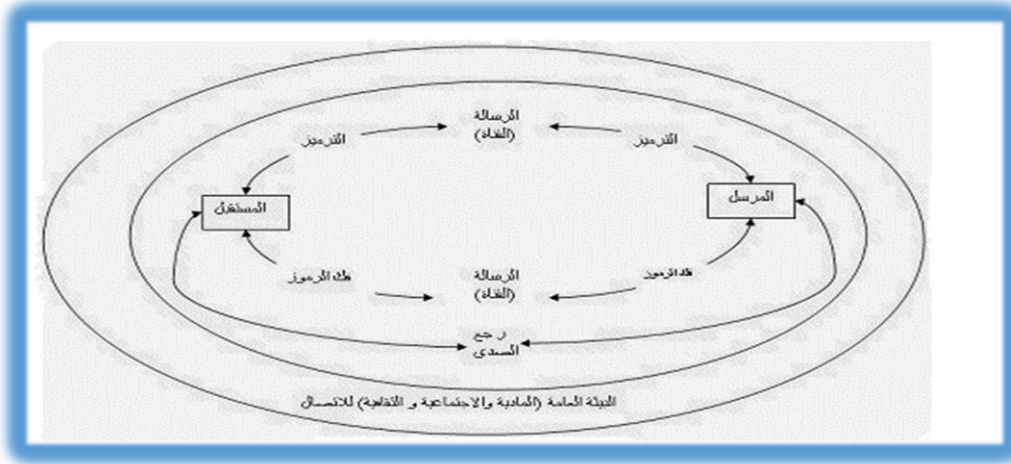 الرسالة
(القناة)
الترميز
الترميز
المرسل
المستقبل
فك الرموز
الرسالة
(القناة)
فك الرموز
رجع
الصدى
البيئة العامة (المادية والاجتماعية و الثقافية) للاتصال